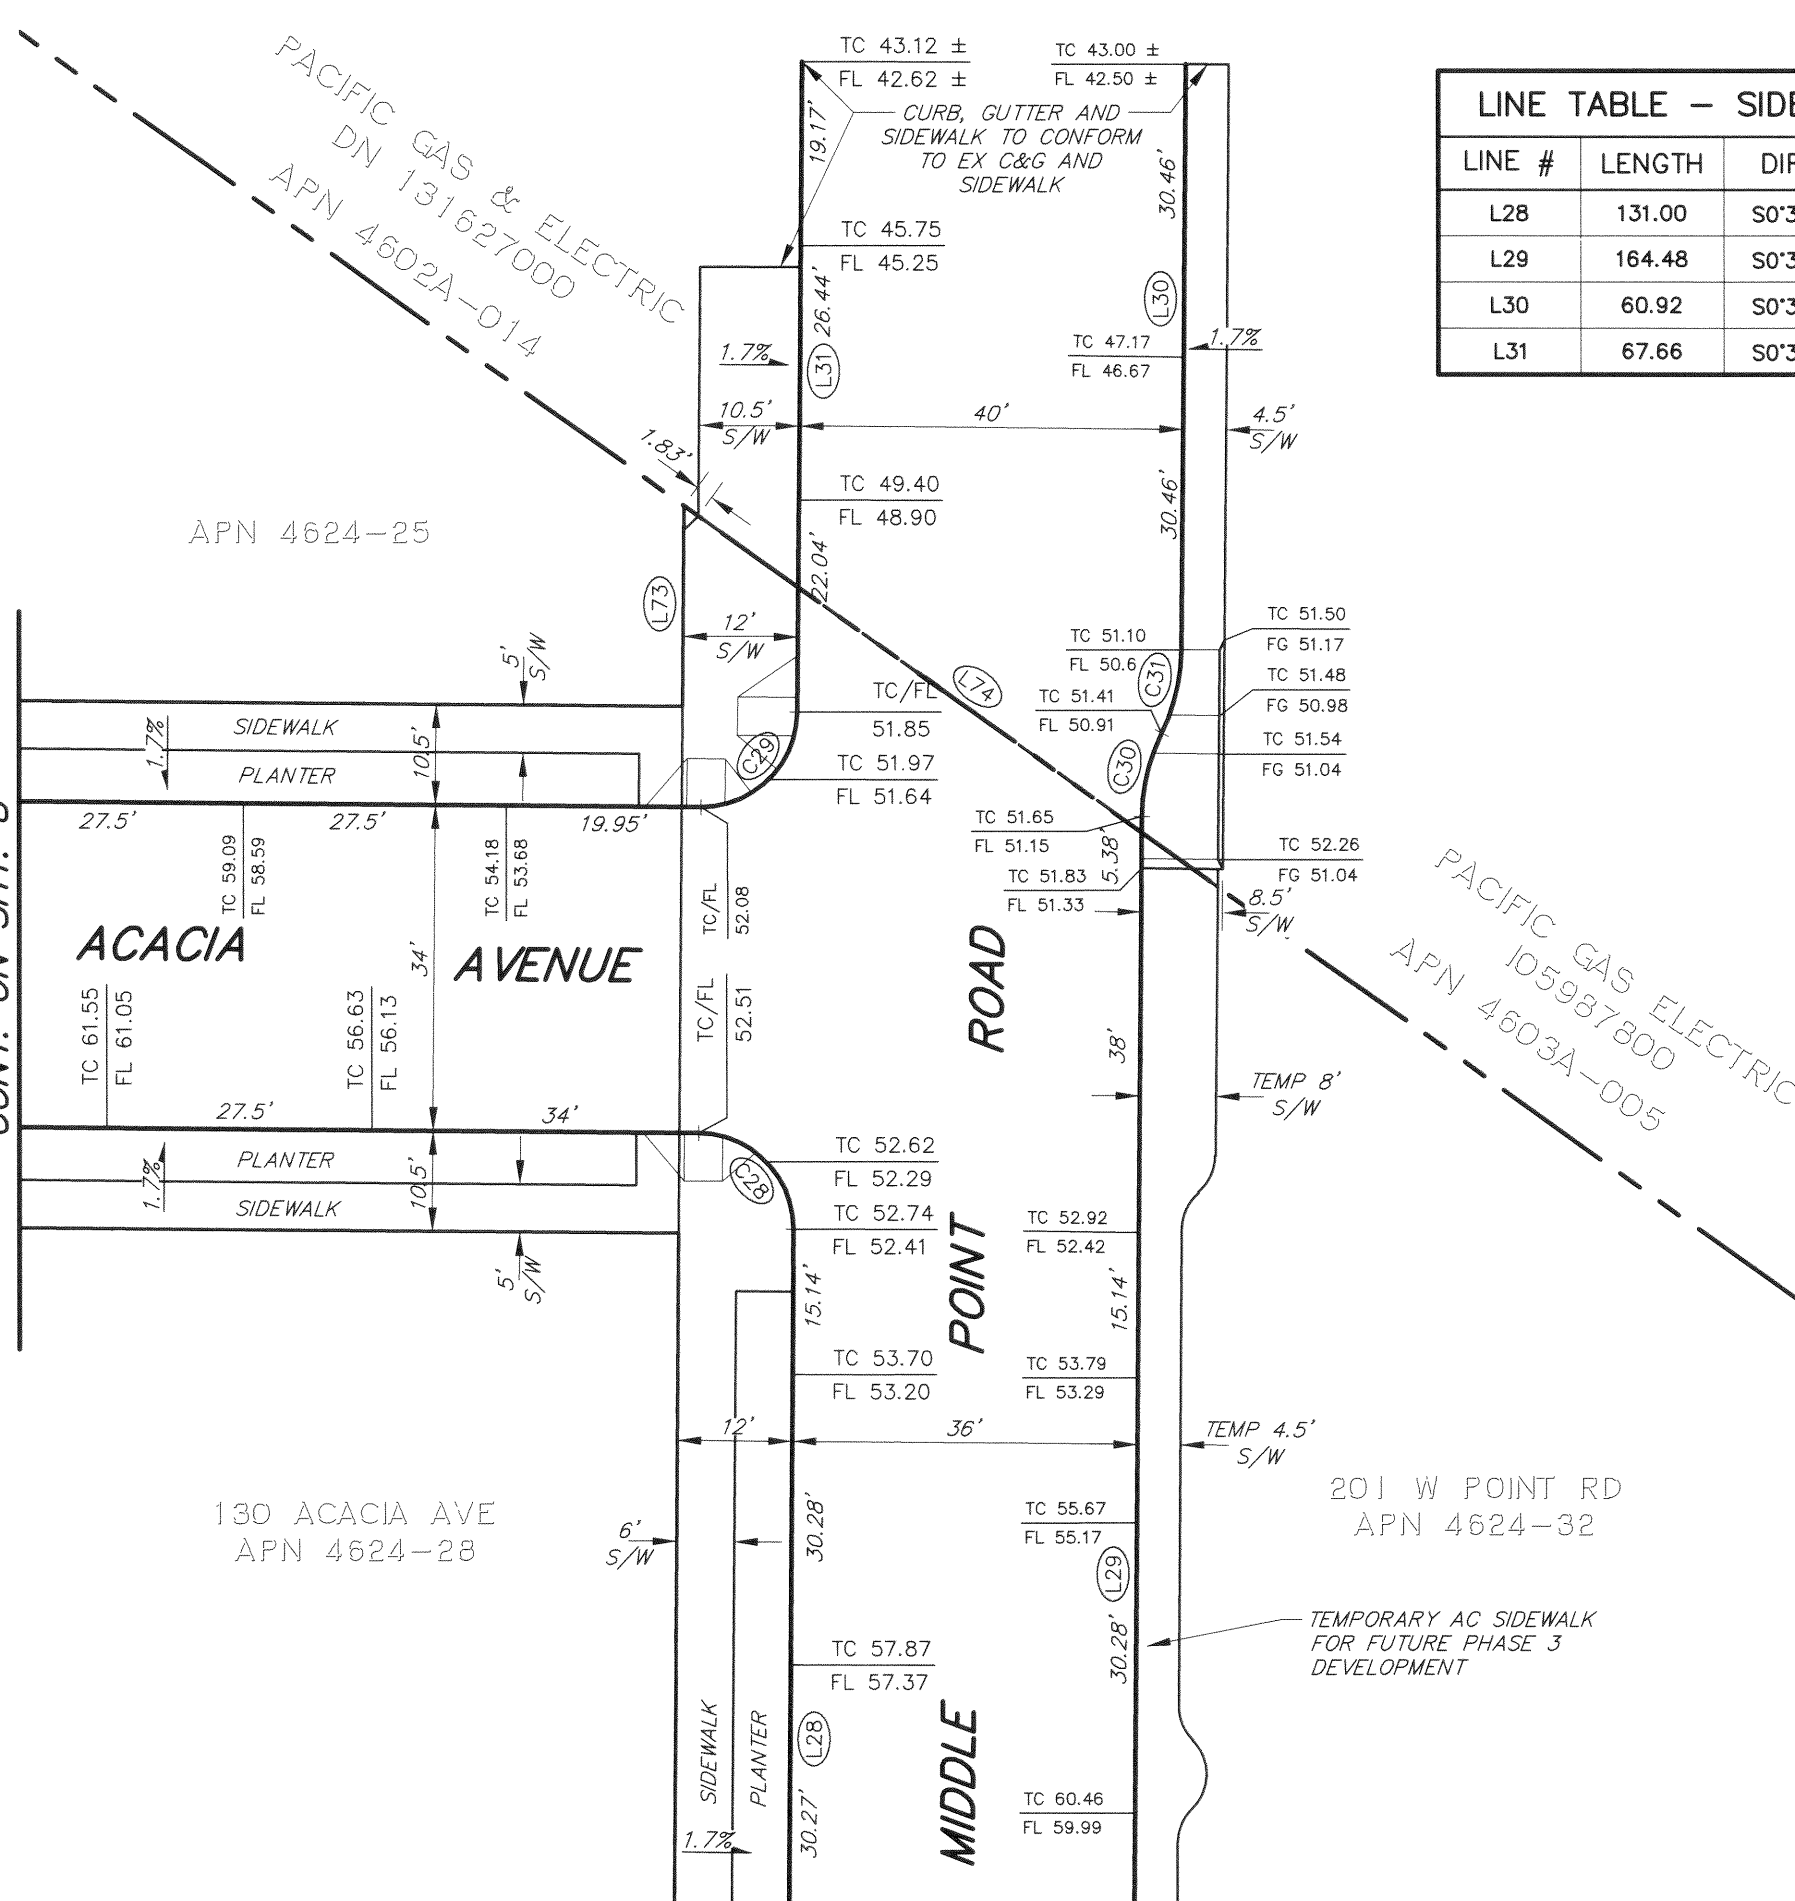 PACIFIC GAS & ELECTRIC
DN 131627000
APN 4602A-014
TC 43.12 ±
FL 42.62 ±
TC 43.00 ±
FL 42.50 ±
CURB, GUTTER AND
SIDEWALK TO CONFORM
TO EX C&G AND
SIDEWALK
19.17'
30.46'
LINE TABLE -
LINE # LENGTH
L28 131.00
L29 164.48
L30 60.92
L31 67.66
TC 45.75
FL 45.25
26.44'
L31
L30
1.7%
1.7%
TC 47.17
FL 46.67
10.5'
S/W
40'
4.5'
S/W
1.83'
TC 49.40
FL 48.90
30.46'
APN 4624-25
22.04'
L73
12'
S/W
5'
S/W
TC 51.10
FL 50.6
C31
TC 51.50
FG 51.17
TC 51.48
FG 50.98
L74
TC 51.41
FL 50.91
TC/FL
51.85
C29
C30
TC 51.54
FG 51.04
TC 51.97
FL 51.64
SIDEWALK
1.7%
PLANTER
10.5'
27.5'
27.5'
19.95'
TC 59.09
FL 58.59
TC 54.18
FL 53.68
TC/FL
52.08
TC 51.65
FL 51.15
5.38'
TC 51.83
FL 51.33
TC 52.26
FG 51.04
8.5'
S/W
PACIFIC GAS ELECTRIC
105987800
APN 4603A-005
ACACIA
AVENUE
34'
ROAD
TC 61.55
FL 61.05
TC 56.63
FL 56.13
TC/FL
52.51
38'
TEMP 8'
S/W
27.5'
34'
PLANTER
1.7%
SIDEWALK
10.5'
C28
TC 52.62
FL 52.29
TC 52.74
FL 52.41
TC 52.92
FL 52.42
5'
S/W
15.14'
POINT
15.14'
TC 53.70
FL 53.20
TC 53.79
FL 53.29
12'
36'
TEMP 4.5'
S/W
130 ACACIA AVE
APN 4624-28
201 W POINT RD
APN 4624-32
6'
S/W
30.28'
TC 55.67
FL 55.17
L29
30.28'
TEMPORARY AC SIDEWALK
FOR FUTURE PHASE 3
DEVELOPMENT
TC 57.87
FL 57.37
L28
SIDEWALK
PLANTER
MIDDLE
30.27'
1.7%
TC 60.46
FL 59.99